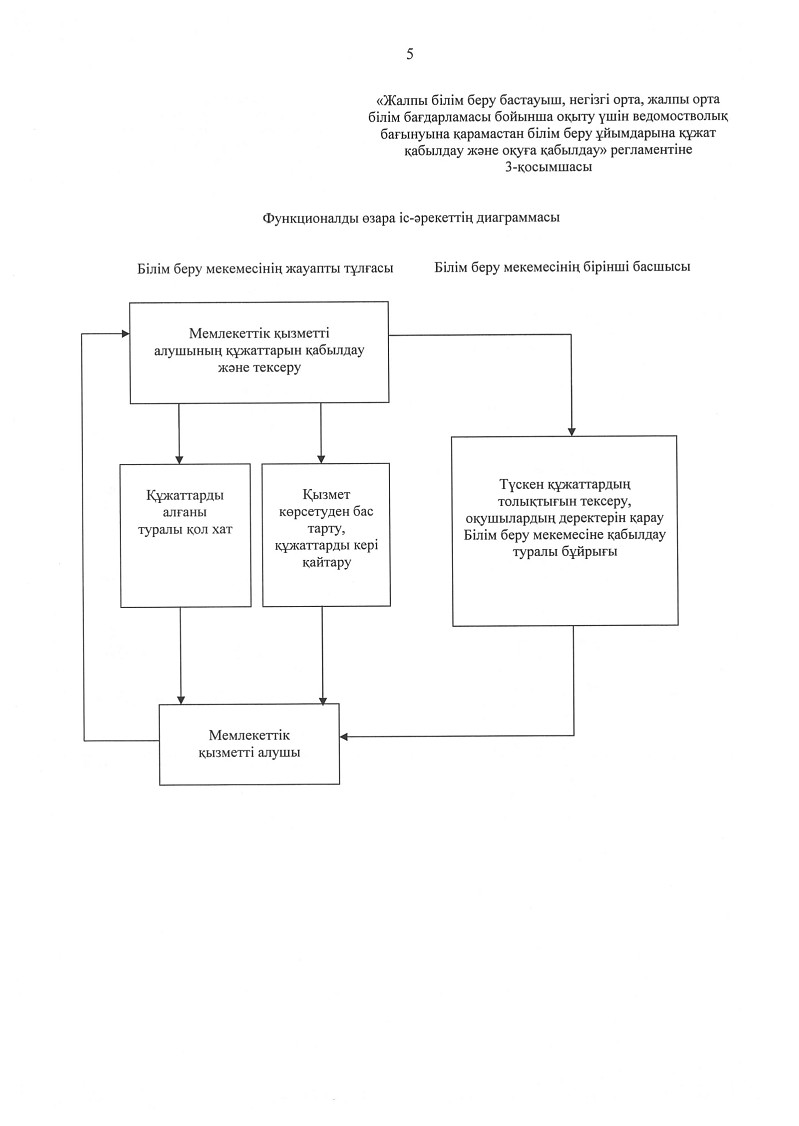 5
«Жалпы білім беру бастауыш, негізгі орта, жалпы орта
білім бағдарламасы бойынша оқыту үшін ведомстволық
бағынуына қарамастан білім беру ұйымдарына құжат
қабылдау және оқуға қабылдау» регламентіне
3-қосымшасы
Функционалды өзара іс-әрекеттің диаграммасы
Білім беру мекемесінің жауапты тұлғасы
Білім беру мекемесінің бірінші басшысы
Мемлекеттік қызметті
алушының құжаттарын қабылдау
және тексеру
Құжаттарды
алғаны
туралы қол хат
Қызмет
көрсетуден бас
тарту,
құжаттарды кері
қайтару
Түскен құжаттардың
толықтығын тексеру,
оқушылардың деректерін қарау
Білім беру мекемесіне қабылдау
туралы бұйрығы
Мемлекеттік
қызметті алушы